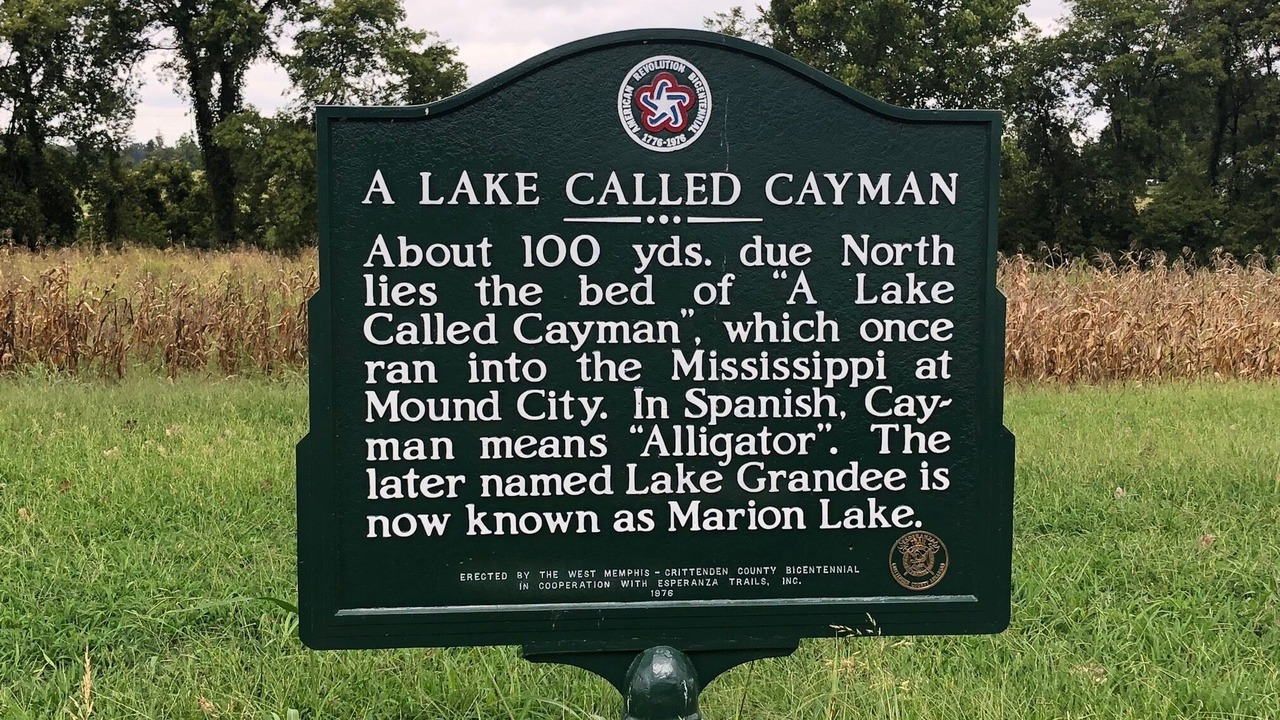 AMERICAN REVOLUTION BICENTENNIAL
1776-1976
A LAKE CALLED CAYMAN
About 100 yds. due North
lies the bed of "A Lake
Called Cayman", which once
ran into the Mississippi at
Mound City. In Spanish, Cay-
man means "Alligator". The
later named Lake Grandee is
now known as Marion Lake.
ERECTED BY THE WEST MEMPHIS - CRITTENDEN COUNTY BICENTENNIAL
IN COOPERATION WITH ESPERANZA TRAILS, INC.
1976